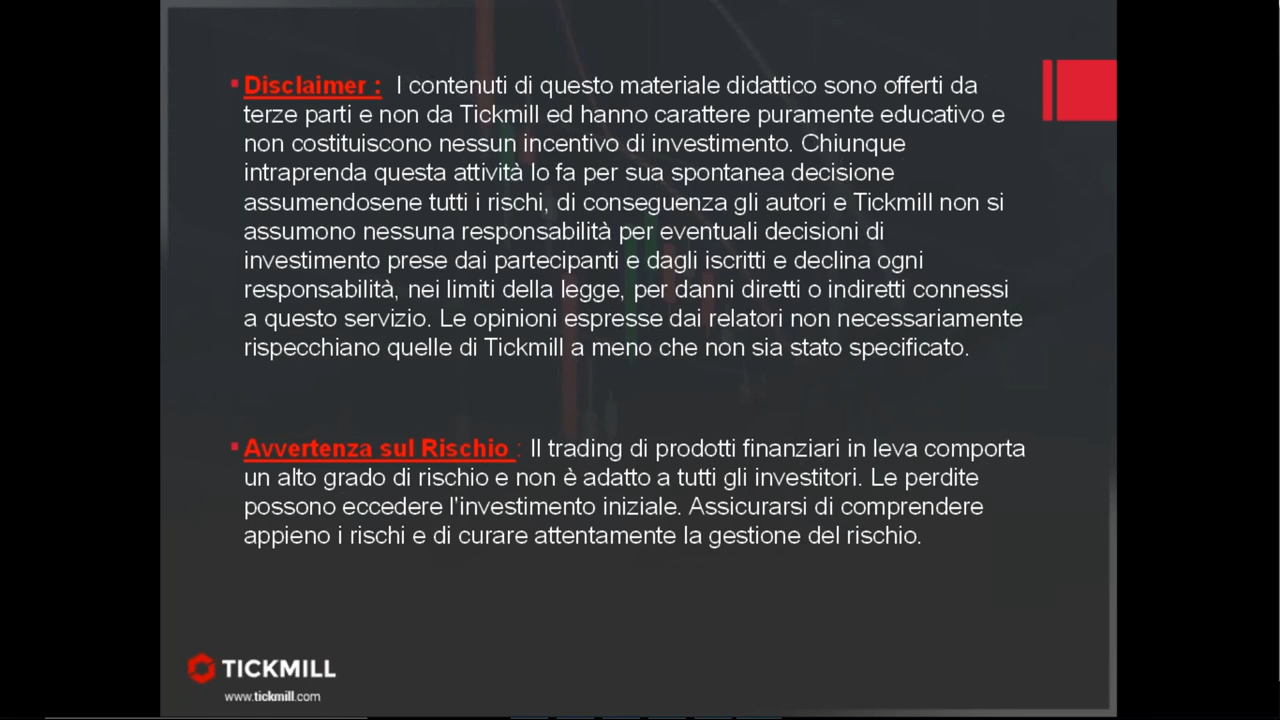 Disclaimer : I contenuti di questo materiale didattico sono offerti da
terze parti e non da Tickmill ed hanno carattere puramente educativo e
non costituiscono nessun incentivo di investimento. Chiunque
intraprenda questa attività lo fa per sua spontanea decisione
assumendosene tutti i rischi, di conseguenza gli autori e Tickmill non si
assumono nessuna responsabilità per eventuali decisioni di
investimento prese dai partecipanti e dagli iscritti e declina ogni
responsabilità, nei limiti della legge, per danni diretti o indiretti connessi
a questo servizio. Le opinioni espresse dai relatori non necessariamente
rispecchiano quelle di Tickmill a meno che non sia stato specificato.
Avvertenza sul Rischio : Il trading di prodotti finanziari in leva comporta
un alto grado di rischio e non è adatto a tutti gli investitori. Le perdite
possono eccedere l'investimento iniziale. Assicurarsi di comprendere
appieno i rischi e di curare attentamente la gestione del rischio.
TICKMILL
www.tickmill.com